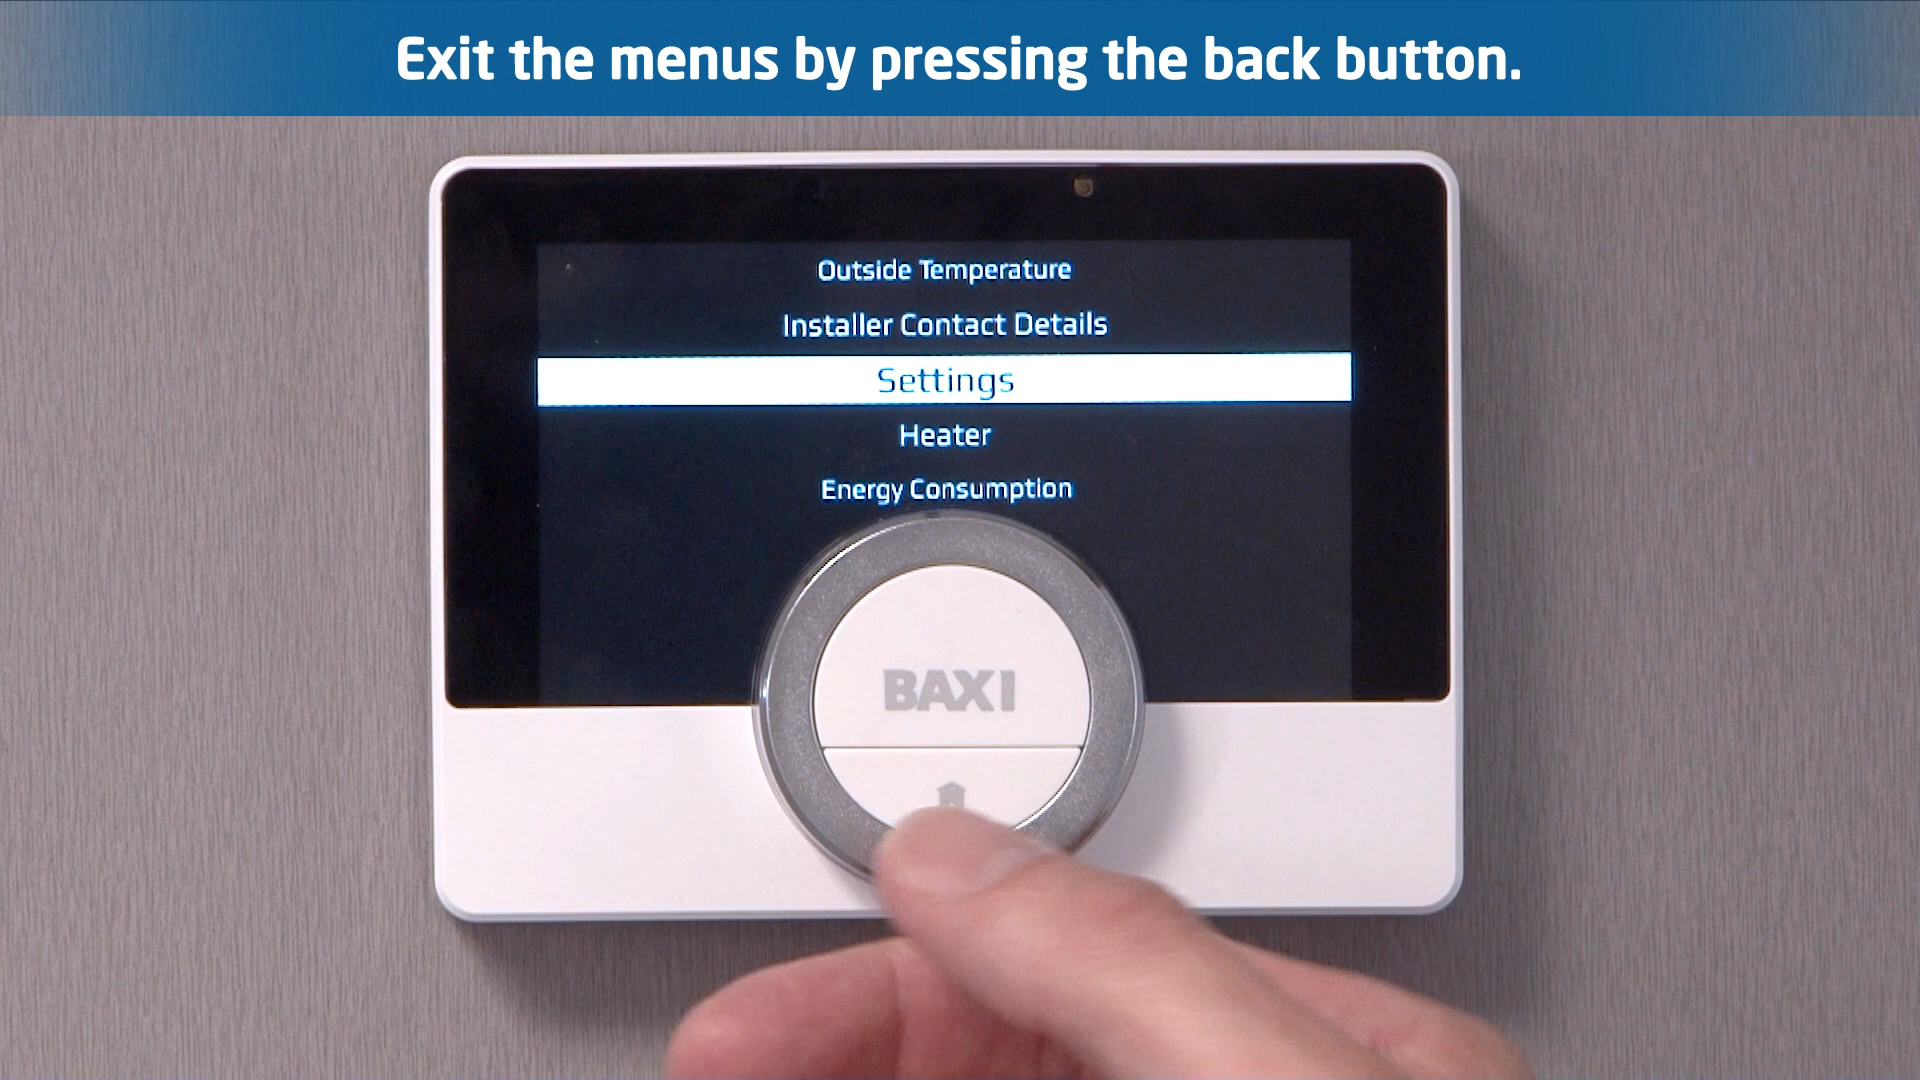 Exit the menus by pressing the back button.
Outside Temperature
Installer Contact Details
Settings
Heater
Energy Consumption
BAXI